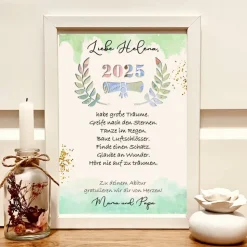 Liebe Helena,
2025
habe große Träume.
Greife nach den Sternen.
Tanze im Regen.
Baue Luftschlösser.
Finde einen Schatz.
Glaube an Wunder.
Höre nie auf zu träumen.
Zu deinem Abitur
gratulieren wir dir von Herzen!
Mama und Papa